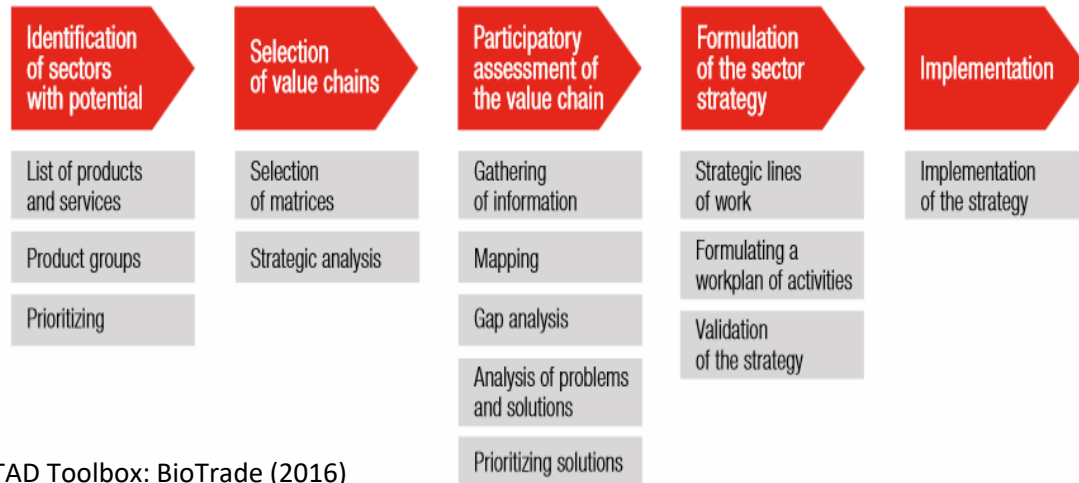 Identification
of sectors
with potential
List of products
and services
Product groups
Prioritizing
Selection
of value chains
Selection
of matrices
Strategic analysis
Participatory
assessment of
the value chain
Gathering
of information
Mapping
Gap analysis
Analysis of problems
and solutions
Prioritizing solutions
Formulation
of the sector
strategy
Strategic lines
of work
Formulating a
workplan of activities
Validation
of the strategy
Implementation
Implementation
of the strategy
TAD Toolbox: BioTrade (2016)